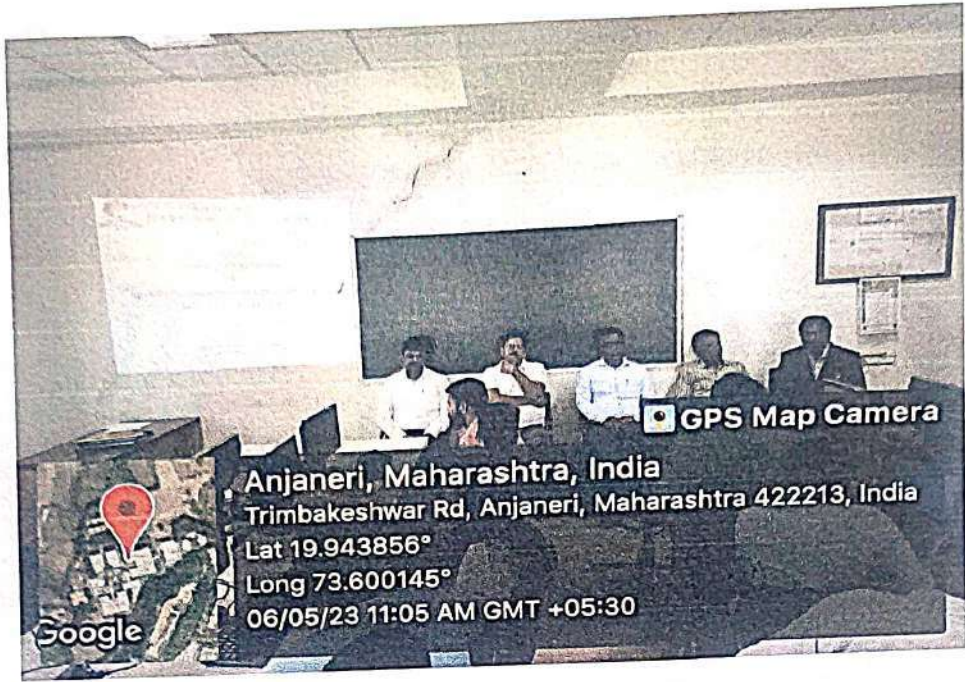 GPS Map Camera
Anjaneri, Maharashtra, India
Trimbakeshwar Rd, Anjaneri, Maharashtra 422213, India
Lat 19.943856°
Long 73.600145°
06/05/23 11:05 AM GMT +05:30
Google